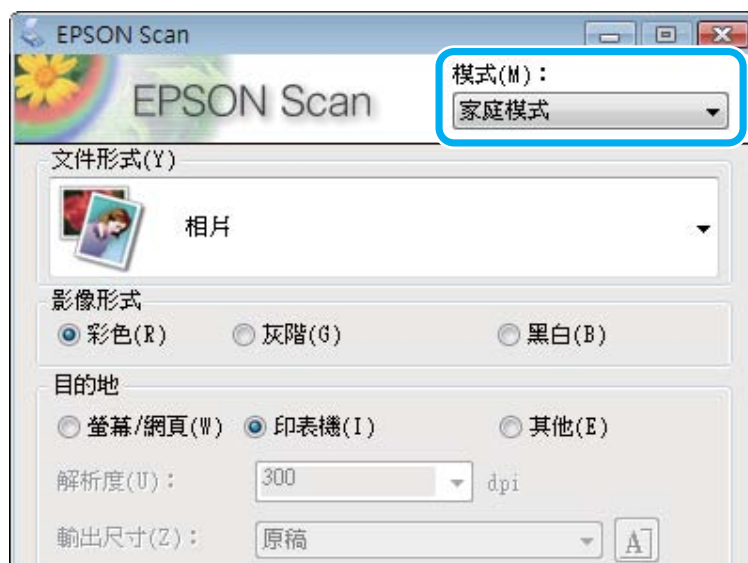 EPSON Scan
EPSON Scan
模式(M)：
家庭模式
文件形式(Y)
相片
影像形式
彩色(R) 灰階(G) 黑白(B)
目的地
螢幕/網頁(W) 印表機(I) 其他(E)
解析度(U)： 300 dpi
輸出尺寸(Z)： 原稿 A